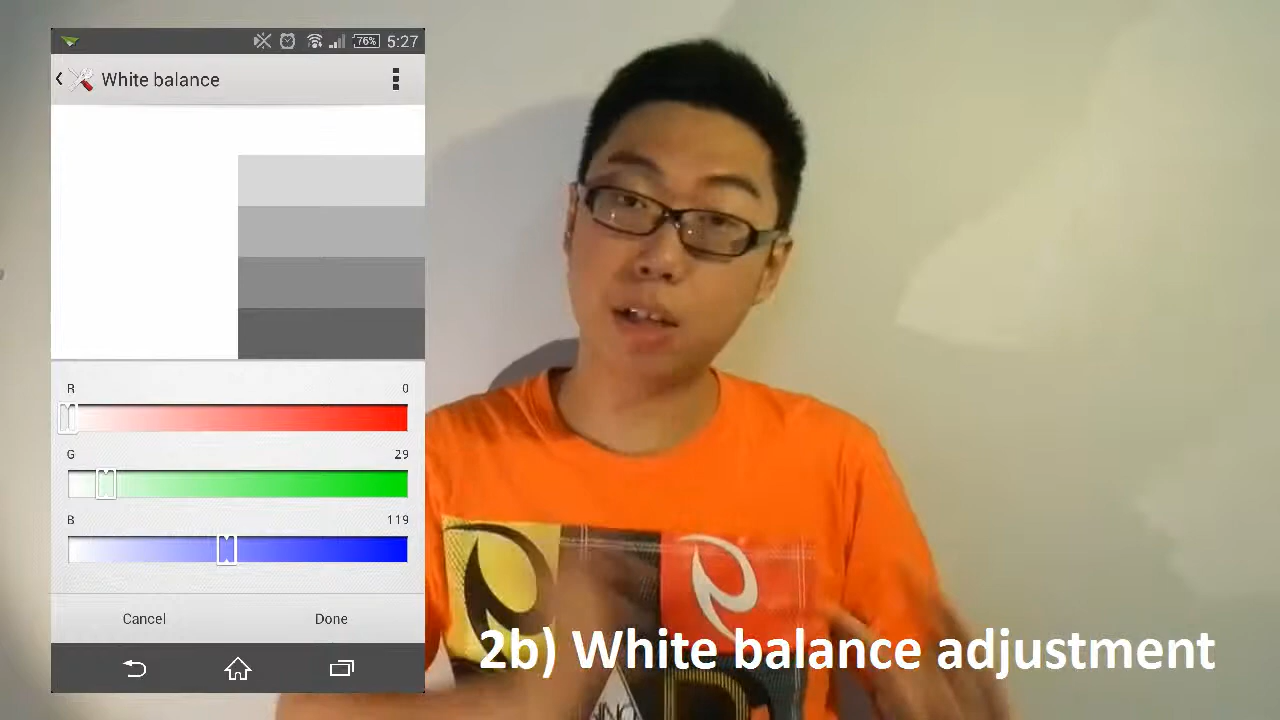 76% 5:27
White balance
R 0
G 29
B 119
Cancel Done
2b) White balance adjustment